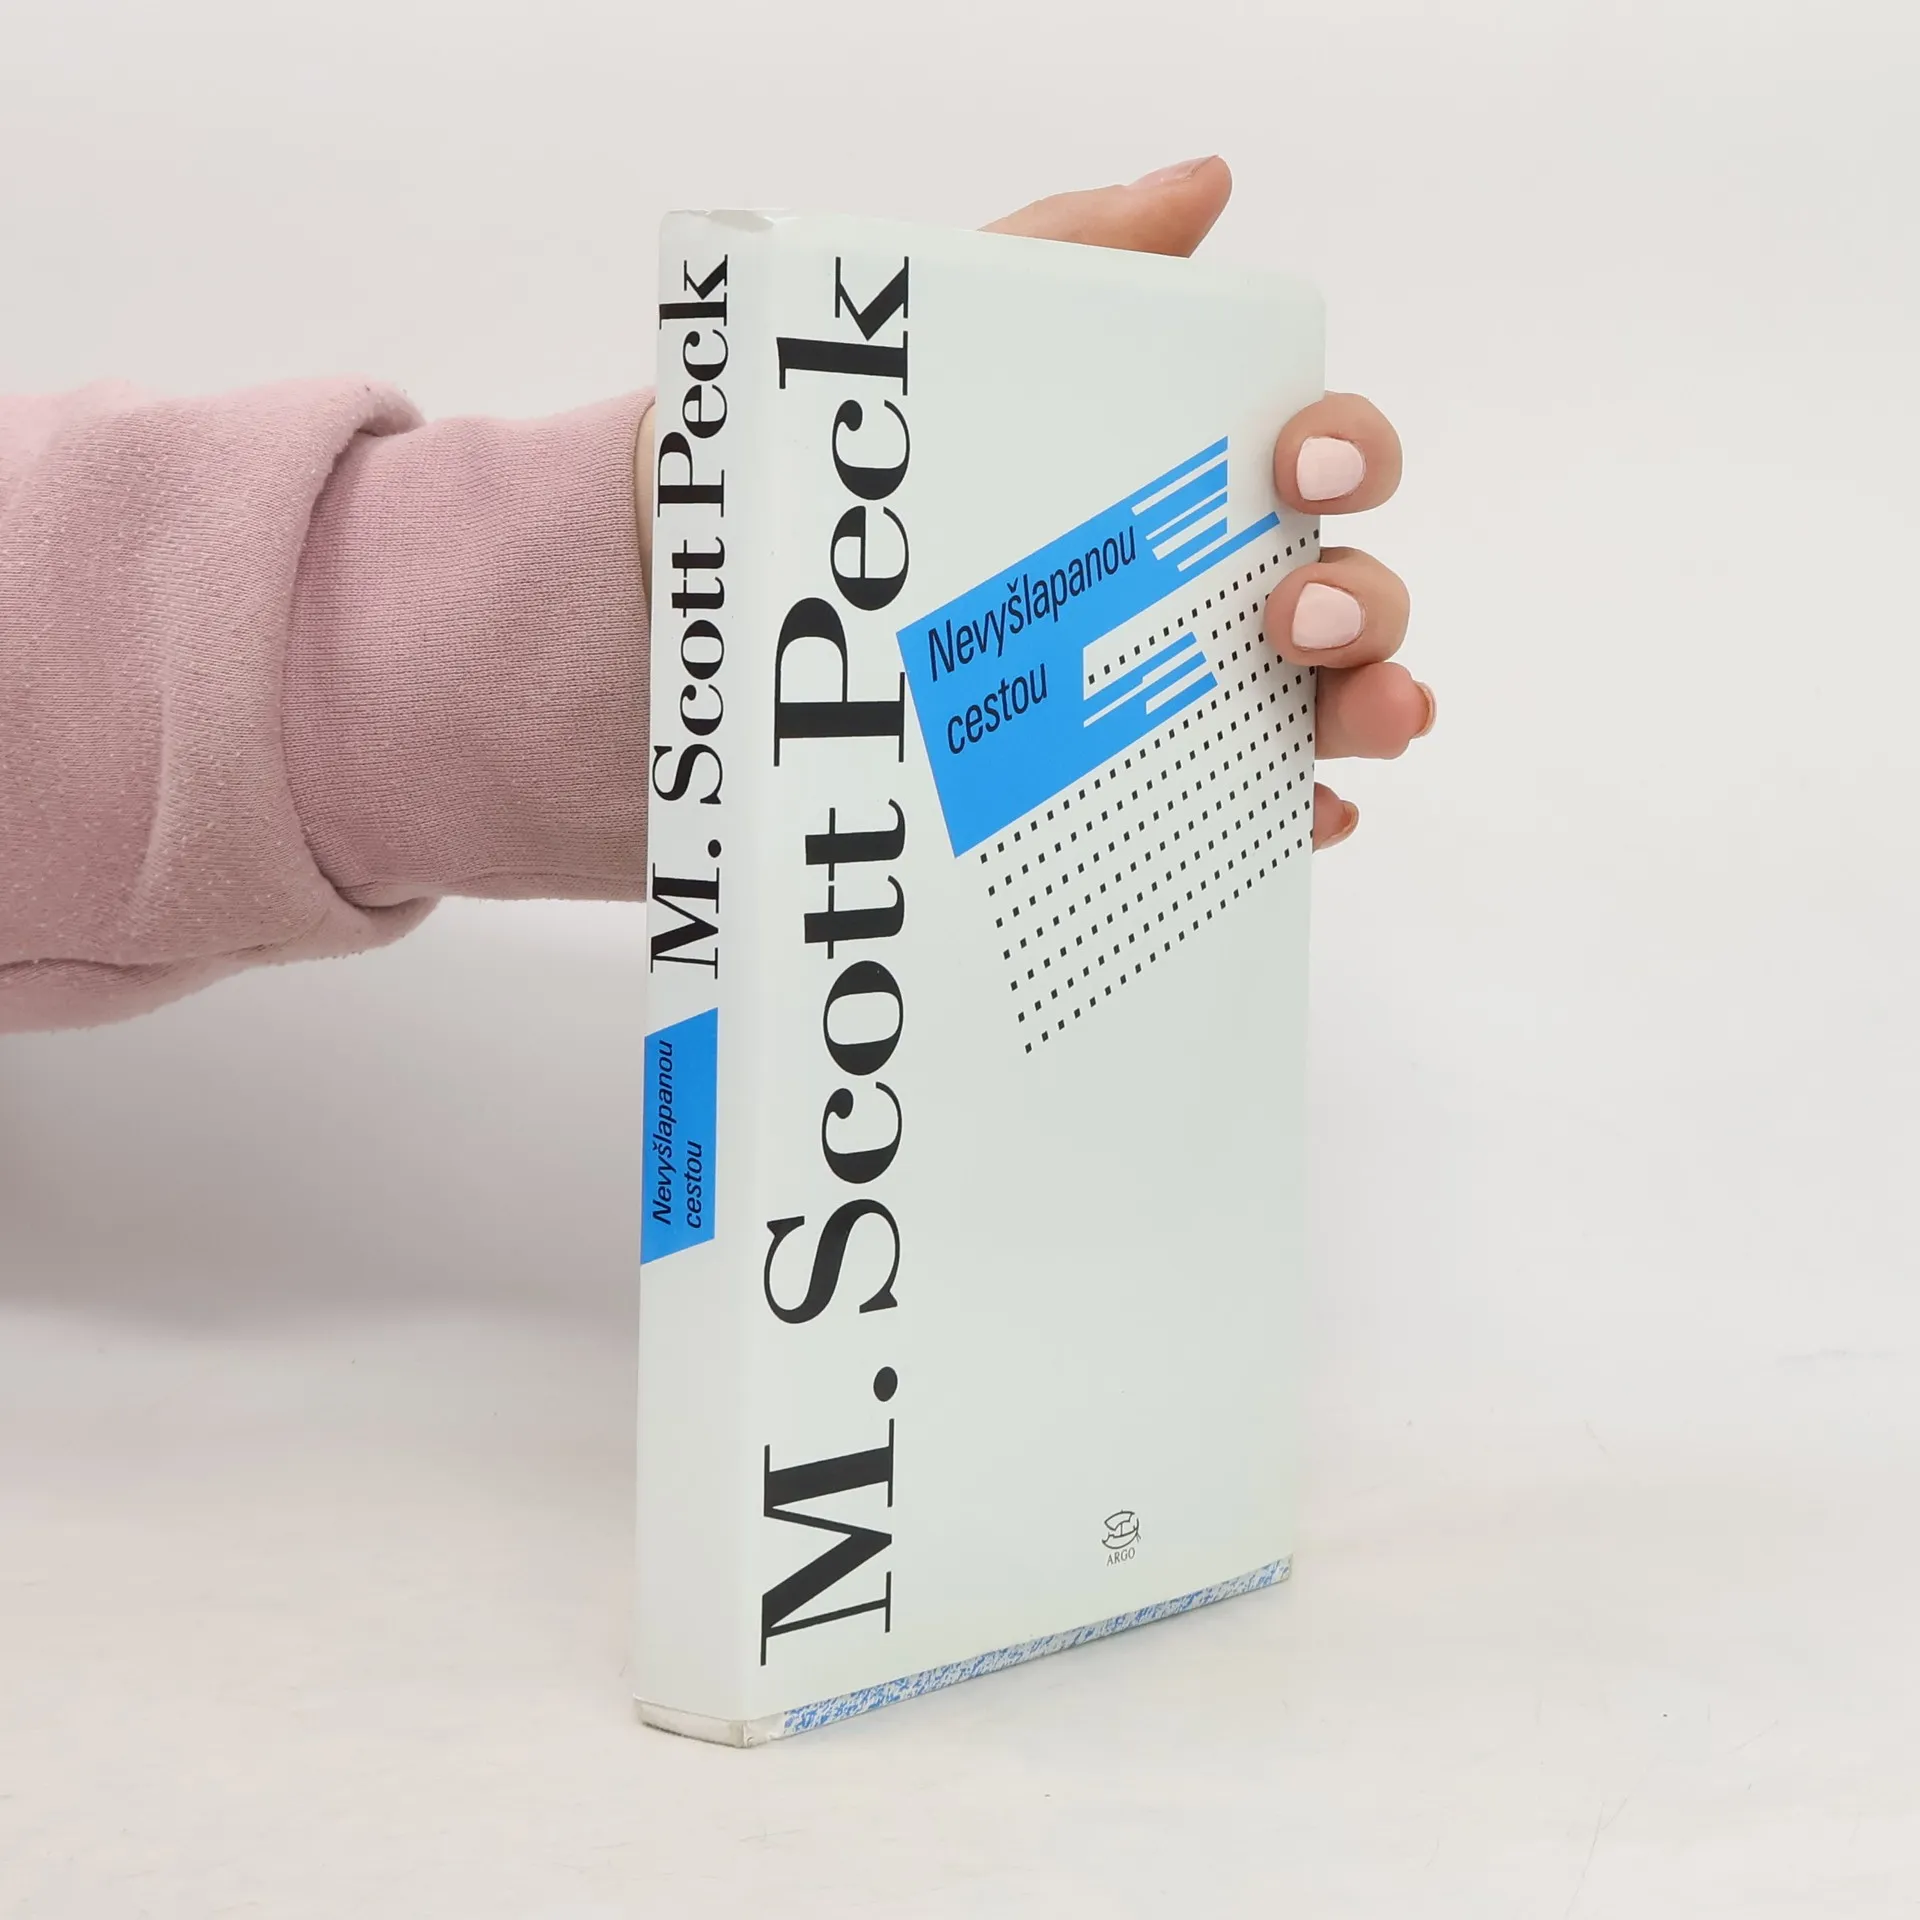 M. Scott Peck
Nevyšlapanou
cestou
M. Scott Peck
Nevyšlapanou
cestou
ARGO